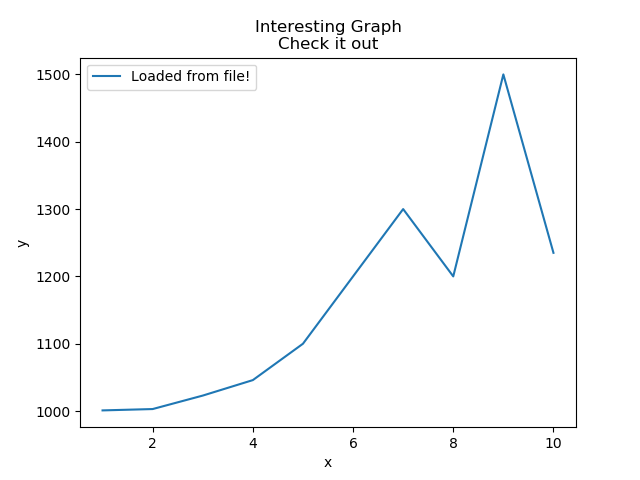 Interesting Graph
Check it out
Loaded from file!
1500
1400
1300
1200
1100
1000
y
2 4 6 8 10
x